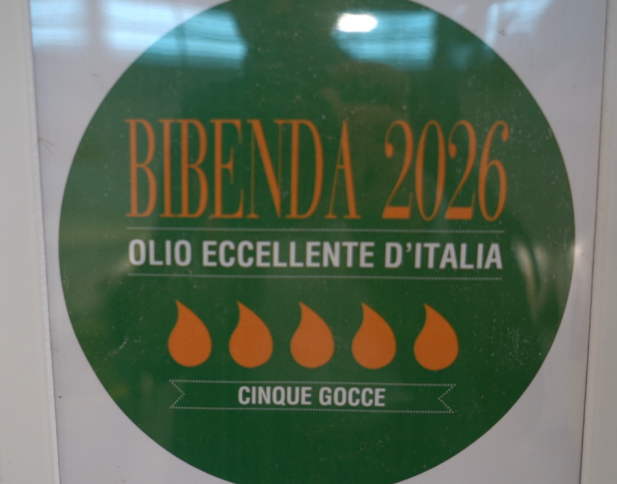 BIBENDA 2026
OLIO ECCELLENTE D'ITALIA
CINQUE GOCCE